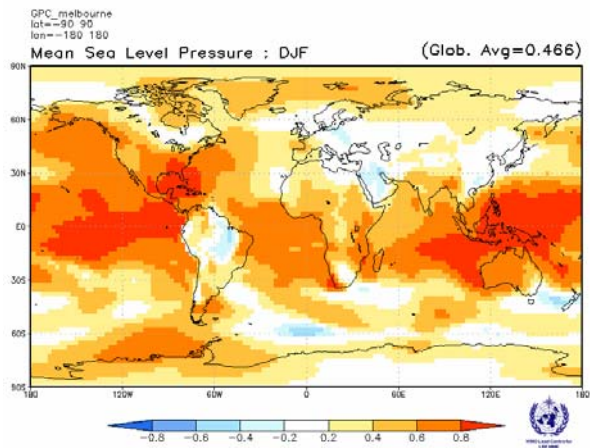 GPC_melbourne
lat=-90 90
lon=-180 180
Mean Sea Level Pressure : DJF (Glob. Avg=0.466)
90N
60N
30N
EQ
30S
60S
90S
180 120W 60W 0 60E 120E 180
-0.8 -0.6 -0.4 -0.2 0.2 0.4 0.6 0.8